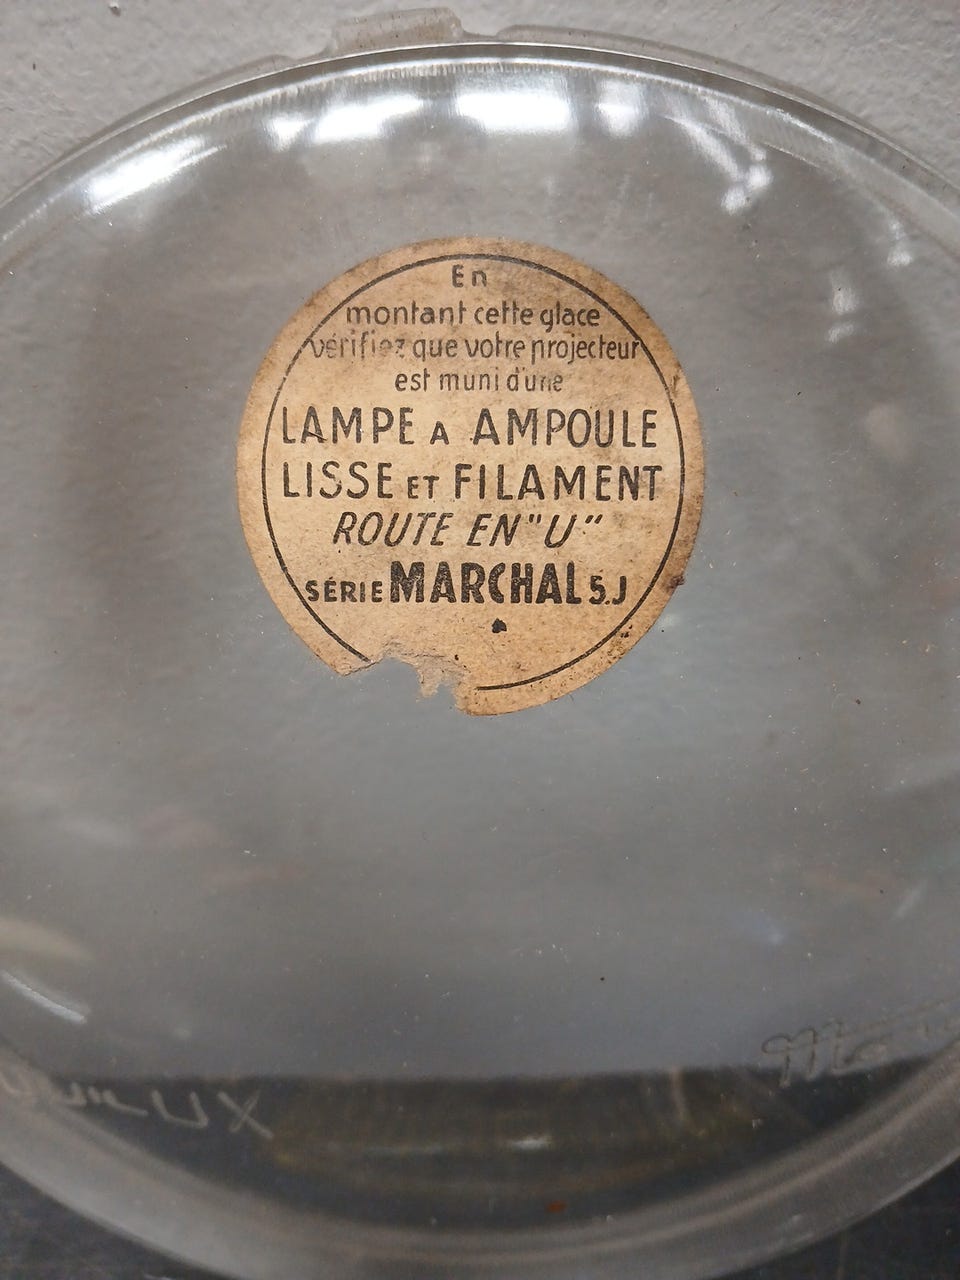 En
montant cette glace
vérifiez que votre projecteur
est muni d'une
LAMPE A AMPOULE
LISSE ET FILAMENT
ROUTE EN "U"
SÉRIE MARCHAL 5.J